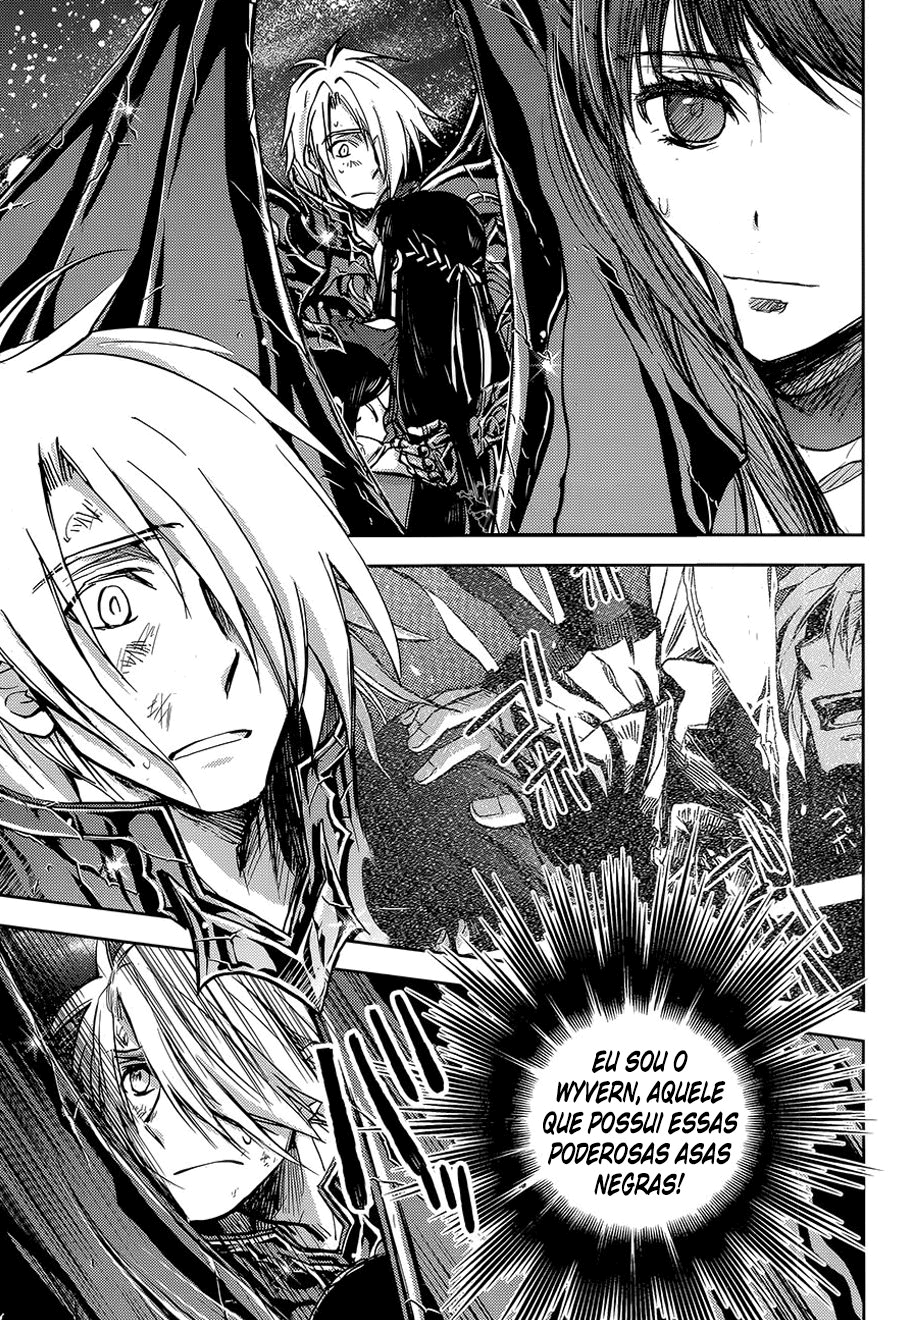 EU SOU O
WYVERN, AQUELE
QUE POSSUI ESSAS
PODEROSAS ASAS
NEGRAS!